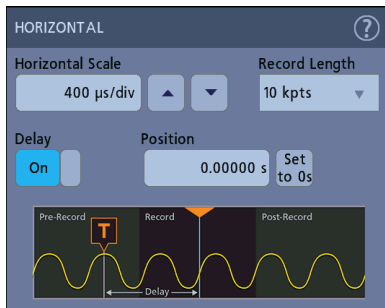 HORIZONTAL ?
Horizontal Scale Record Length
400 µs/div 10 kpts
Delay Position
On 0.00000 s Set to 0s
Pre-Record Record Post-Record
T
Delay